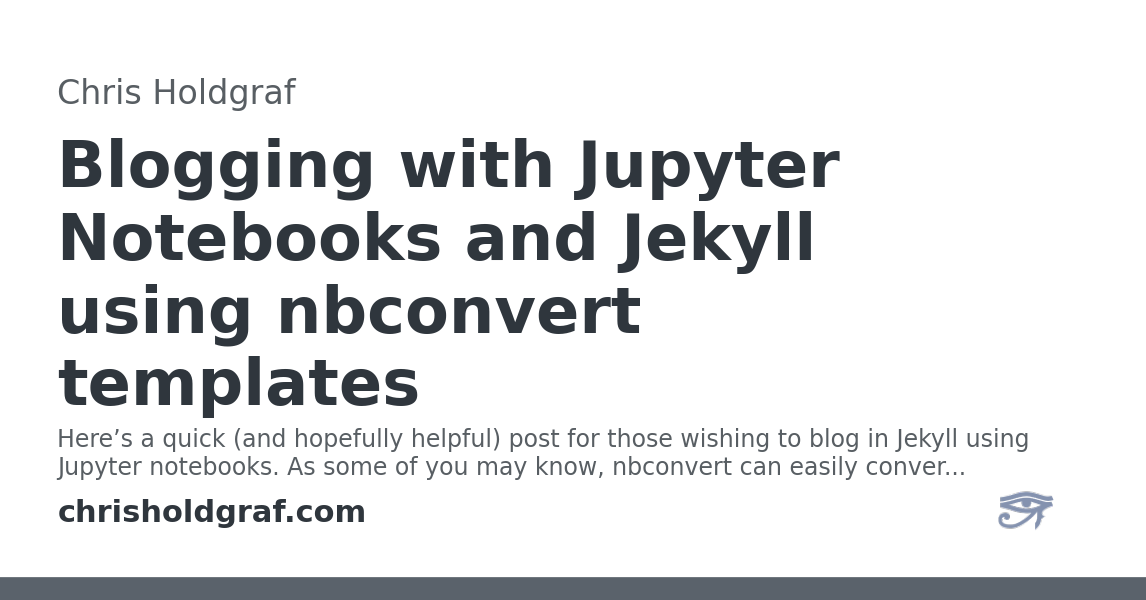 Chris Holdgraf
Blogging with Jupyter
Notebooks and Jekyll
using nbconvert
templates
Here’s a quick (and hopefully helpful) post for those wishing to blog in Jekyll using
Jupyter notebooks. As some of you may know, nbconvert can easily conver...
chrisholdgraf.com